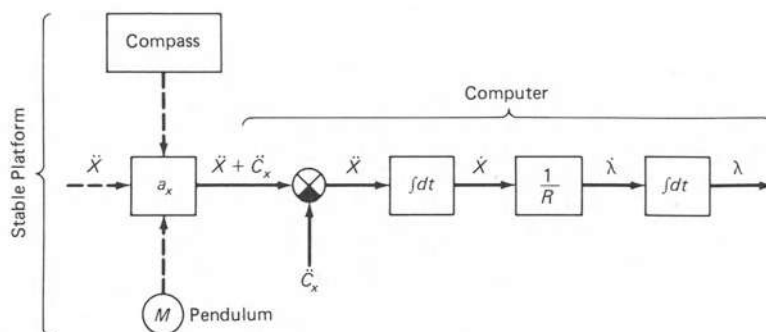 Stable Platform
Compass
Computer
Ẍ
a_x
Ẍ + C̈_x
Ẍ
∫dt
Ẋ
1/R
λ̇
∫dt
λ
C̈_x
M
Pendulum